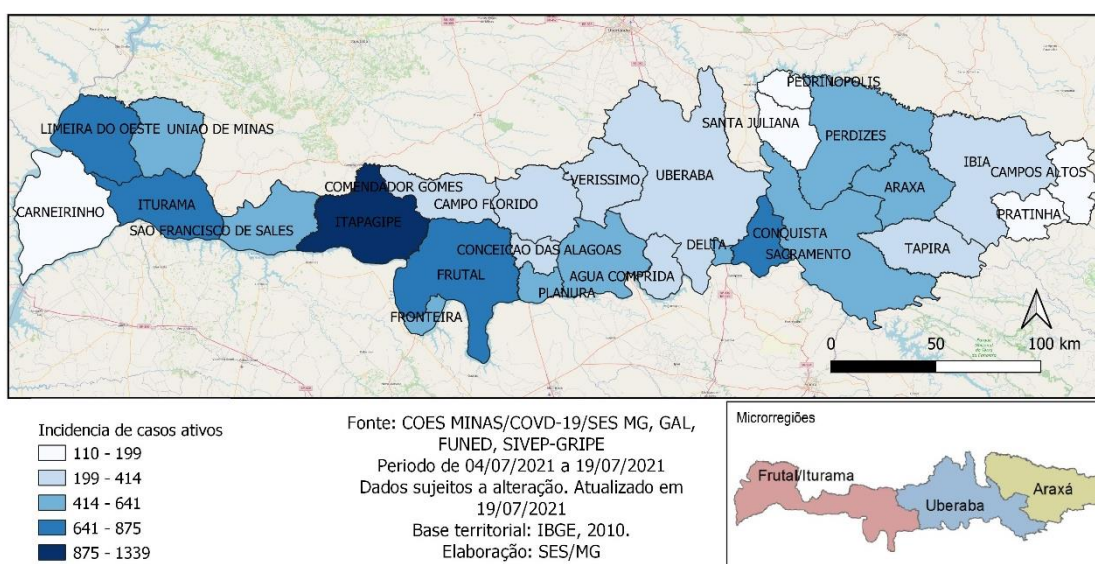 PEDRINOPOLIS
SANTA JULIANA
LIMEIRA DO OESTE UNIAO DE MINAS
PERDIZES
IBIA
COMENDADOR GOMES
VERISSIMO
UBERABA
CAMPOS ALTOS
ARAXA
CARNEIRINHO
ITURAMA
CAMPO FLORIDO
PRATINHA
ITAPAGIPE
SAO FRANCISCO DE SALES
CONQUISTA
CONCEICAO DAS ALAGOAS
DELTA
SACRAMENTO
TAPIRA
FRUTAL
AGUA COMPRIDA
PLANURA
FRONTEIRA
0 50 100 km
Incidencia de casos ativos
110 - 199
199 - 414
414 - 641
641 - 875
875 - 1339
Fonte: COES MINAS/COVD-19/SES MG, GAL,
FUNED, SIVEP-GRIPE
Periodo de 04/07/2021 a 19/07/2021
Dados sujeitos a alteração. Atualizado em
19/07/2021
Base territorial: IBGE, 2010.
Elaboração: SES/MG
Microrregiões
Frutal/Iturama
Uberaba
Araxá